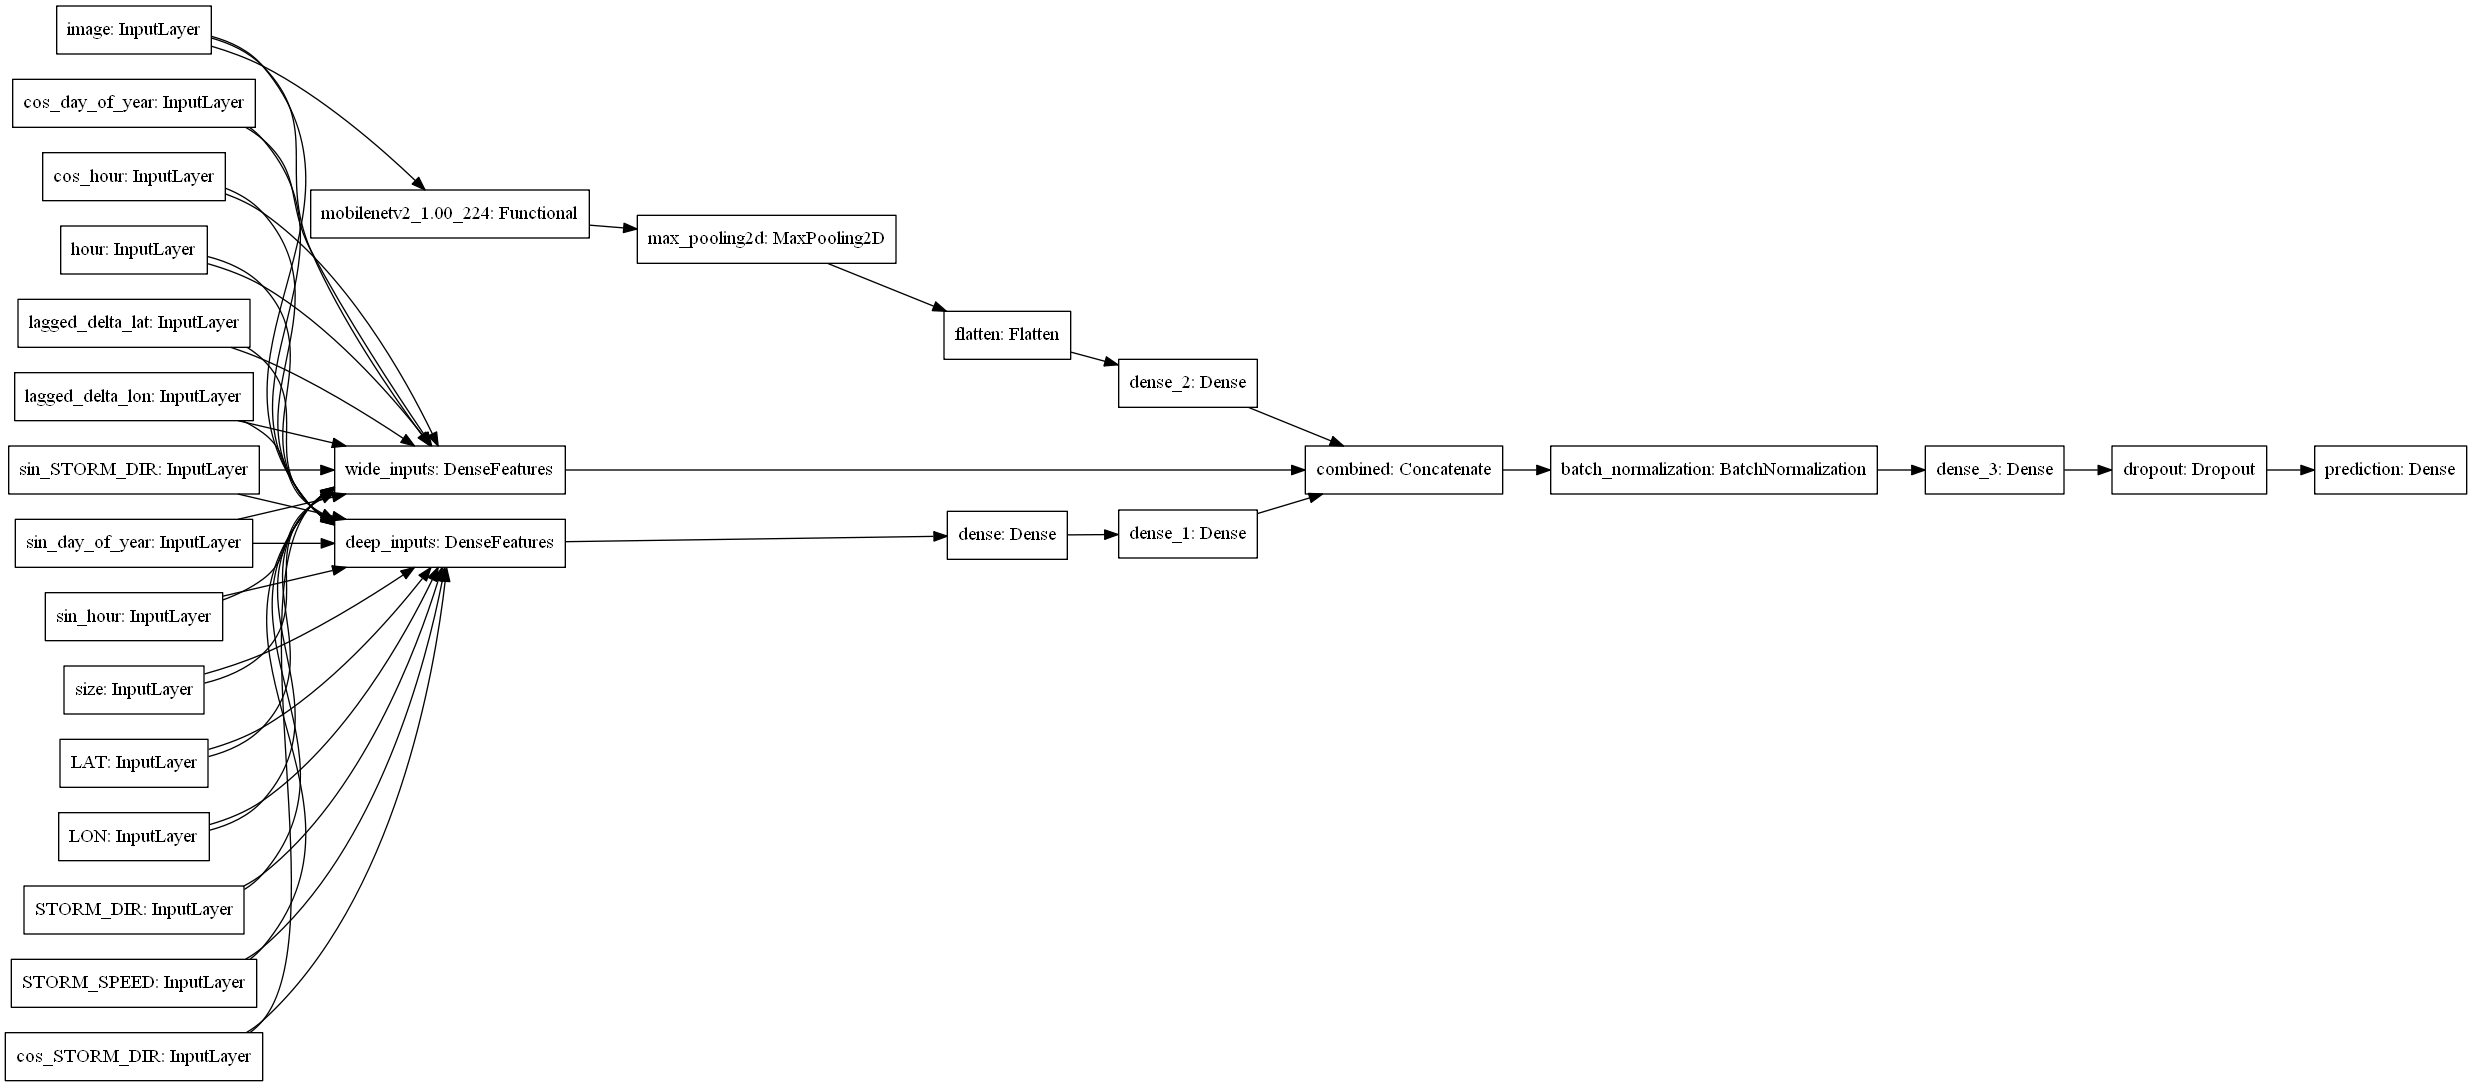 image: InputLayer
cos_day_of_year: InputLayer
cos_hour: InputLayer
mobilenetv2_1.00_224: Functional
max_pooling2d: MaxPooling2D
hour: InputLayer
lagged_delta_lat: InputLayer
flatten: Flatten
dense_2: Dense
lagged_delta_lon: InputLayer
sin_STORM_DIR: InputLayer
wide_inputs: DenseFeatures
combined: Concatenate
batch_normalization: BatchNormalization
dense_3: Dense
dropout: Dropout
prediction: Dense
sin_day_of_year: InputLayer
deep_inputs: DenseFeatures
dense: Dense
dense_1: Dense
sin_hour: InputLayer
size: InputLayer
LAT: InputLayer
LON: InputLayer
STORM_DIR: InputLayer
STORM_SPEED: InputLayer
cos_STORM_DIR: InputLayer